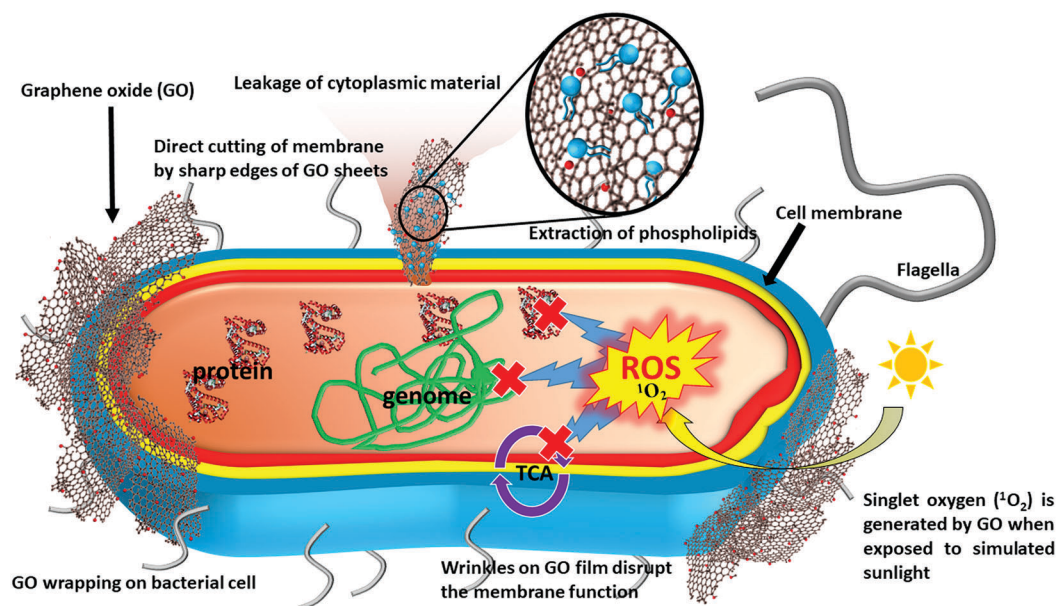 Leakage of cytoplasmic material
Graphene oxide (GO)
Direct cutting of membrane
by sharp edges of GO sheets
Extraction of phospholipids
Cell membrane
Flagella
protein
genome
ROS
¹O₂
TCA
Singlet oxygen (¹O₂) is
generated by GO when
exposed to simulated
sunlight
GO wrapping on bacterial cell
Wrinkles on GO film disrupt
the membrane function